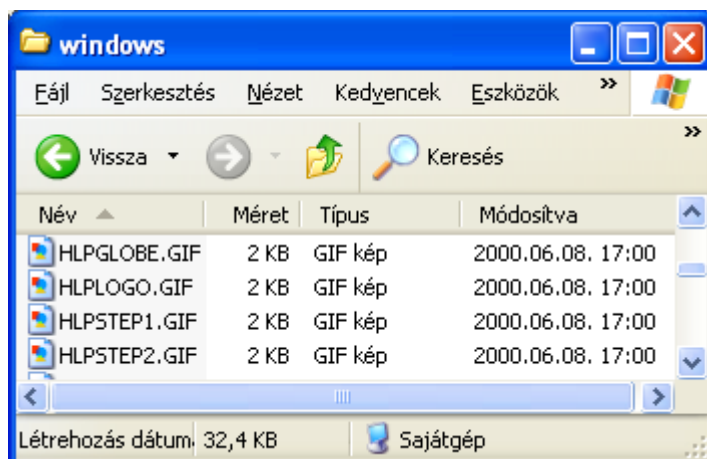 windows
Fájl Szerkesztés Nézet Kedvencek Eszközök »
Vissza Keresés »
Név Méret Típus Módosítva
HLPGLOBE.GIF 2 KB GIF kép 2000.06.08. 17:00
HLPLOGO.GIF 2 KB GIF kép 2000.06.08. 17:00
HLPSTEP1.GIF 2 KB GIF kép 2000.06.08. 17:00
HLPSTEP2.GIF 2 KB GIF kép 2000.06.08. 17:00
Létrehozás dátum 32,4 KB Sajátgép